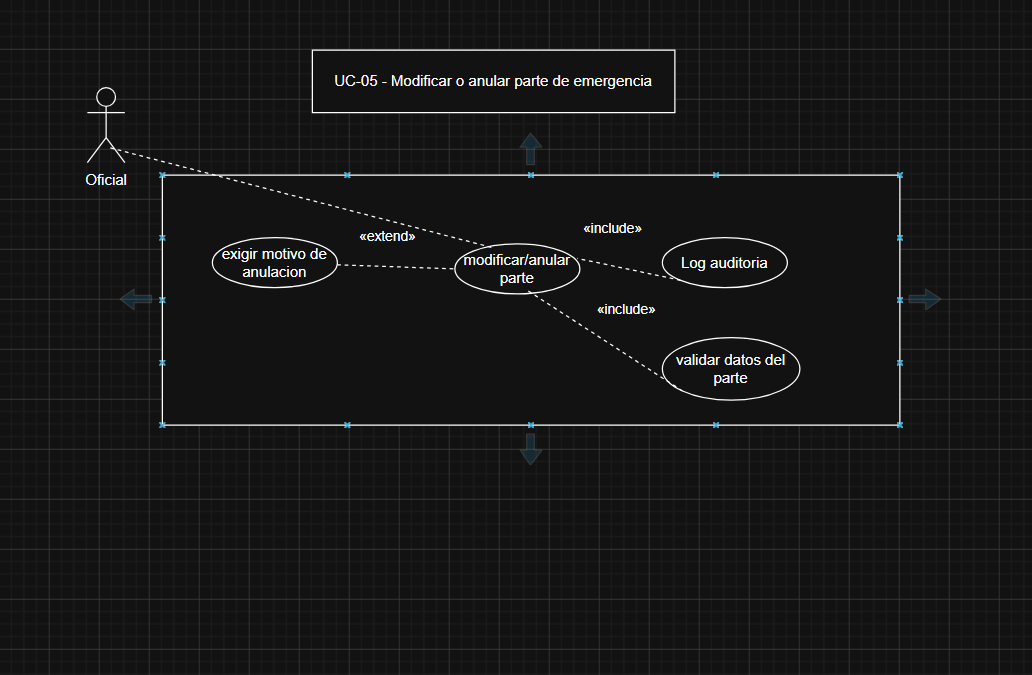 UC-05 - Modificar o anular parte de emergencia
Oficial
«extend»
«include»
exigir motivo de
anulacion
modificar/anular
parte
Log auditoria
«include»
validar datos del
parte